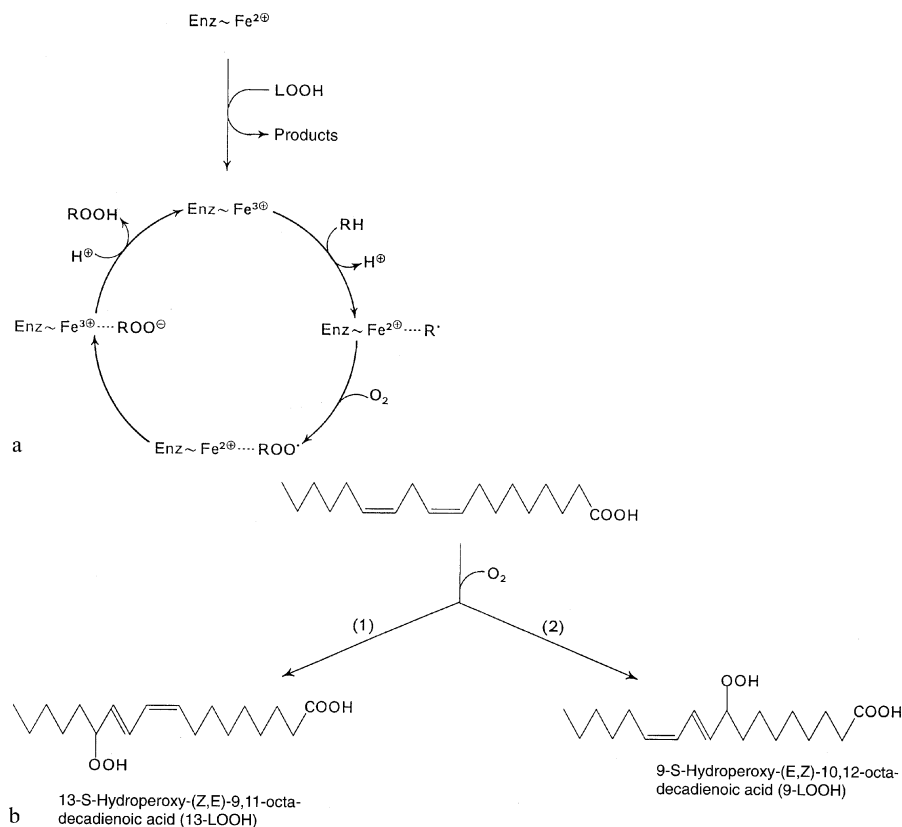 Enz~Fe²⊕
LOOH
Products
Enz~Fe³⊕
ROOH
RH
H⊕
H⊕
Enz~Fe³⊕····ROO⊖
Enz~Fe²⊕····R·
O₂
Enz~Fe²⊕····ROO·
a
COOH
O₂
(1)
(2)
OOH
COOH
COOH
OOH
9-S-Hydroperoxy-(E,Z)-10,12-octa-
decadienoic acid (9-LOOH)
13-S-Hydroperoxy-(Z,E)-9,11-octa-
decadienoic acid (13-LOOH)
b